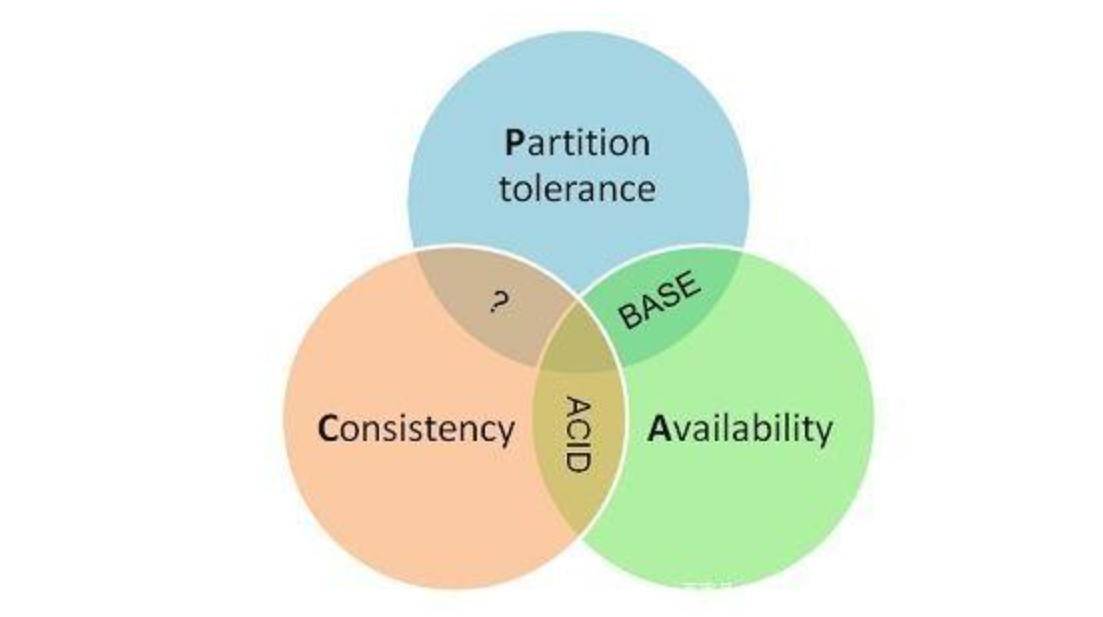 Partition
tolerance
?
BASE
Consistency
ACID
Availability